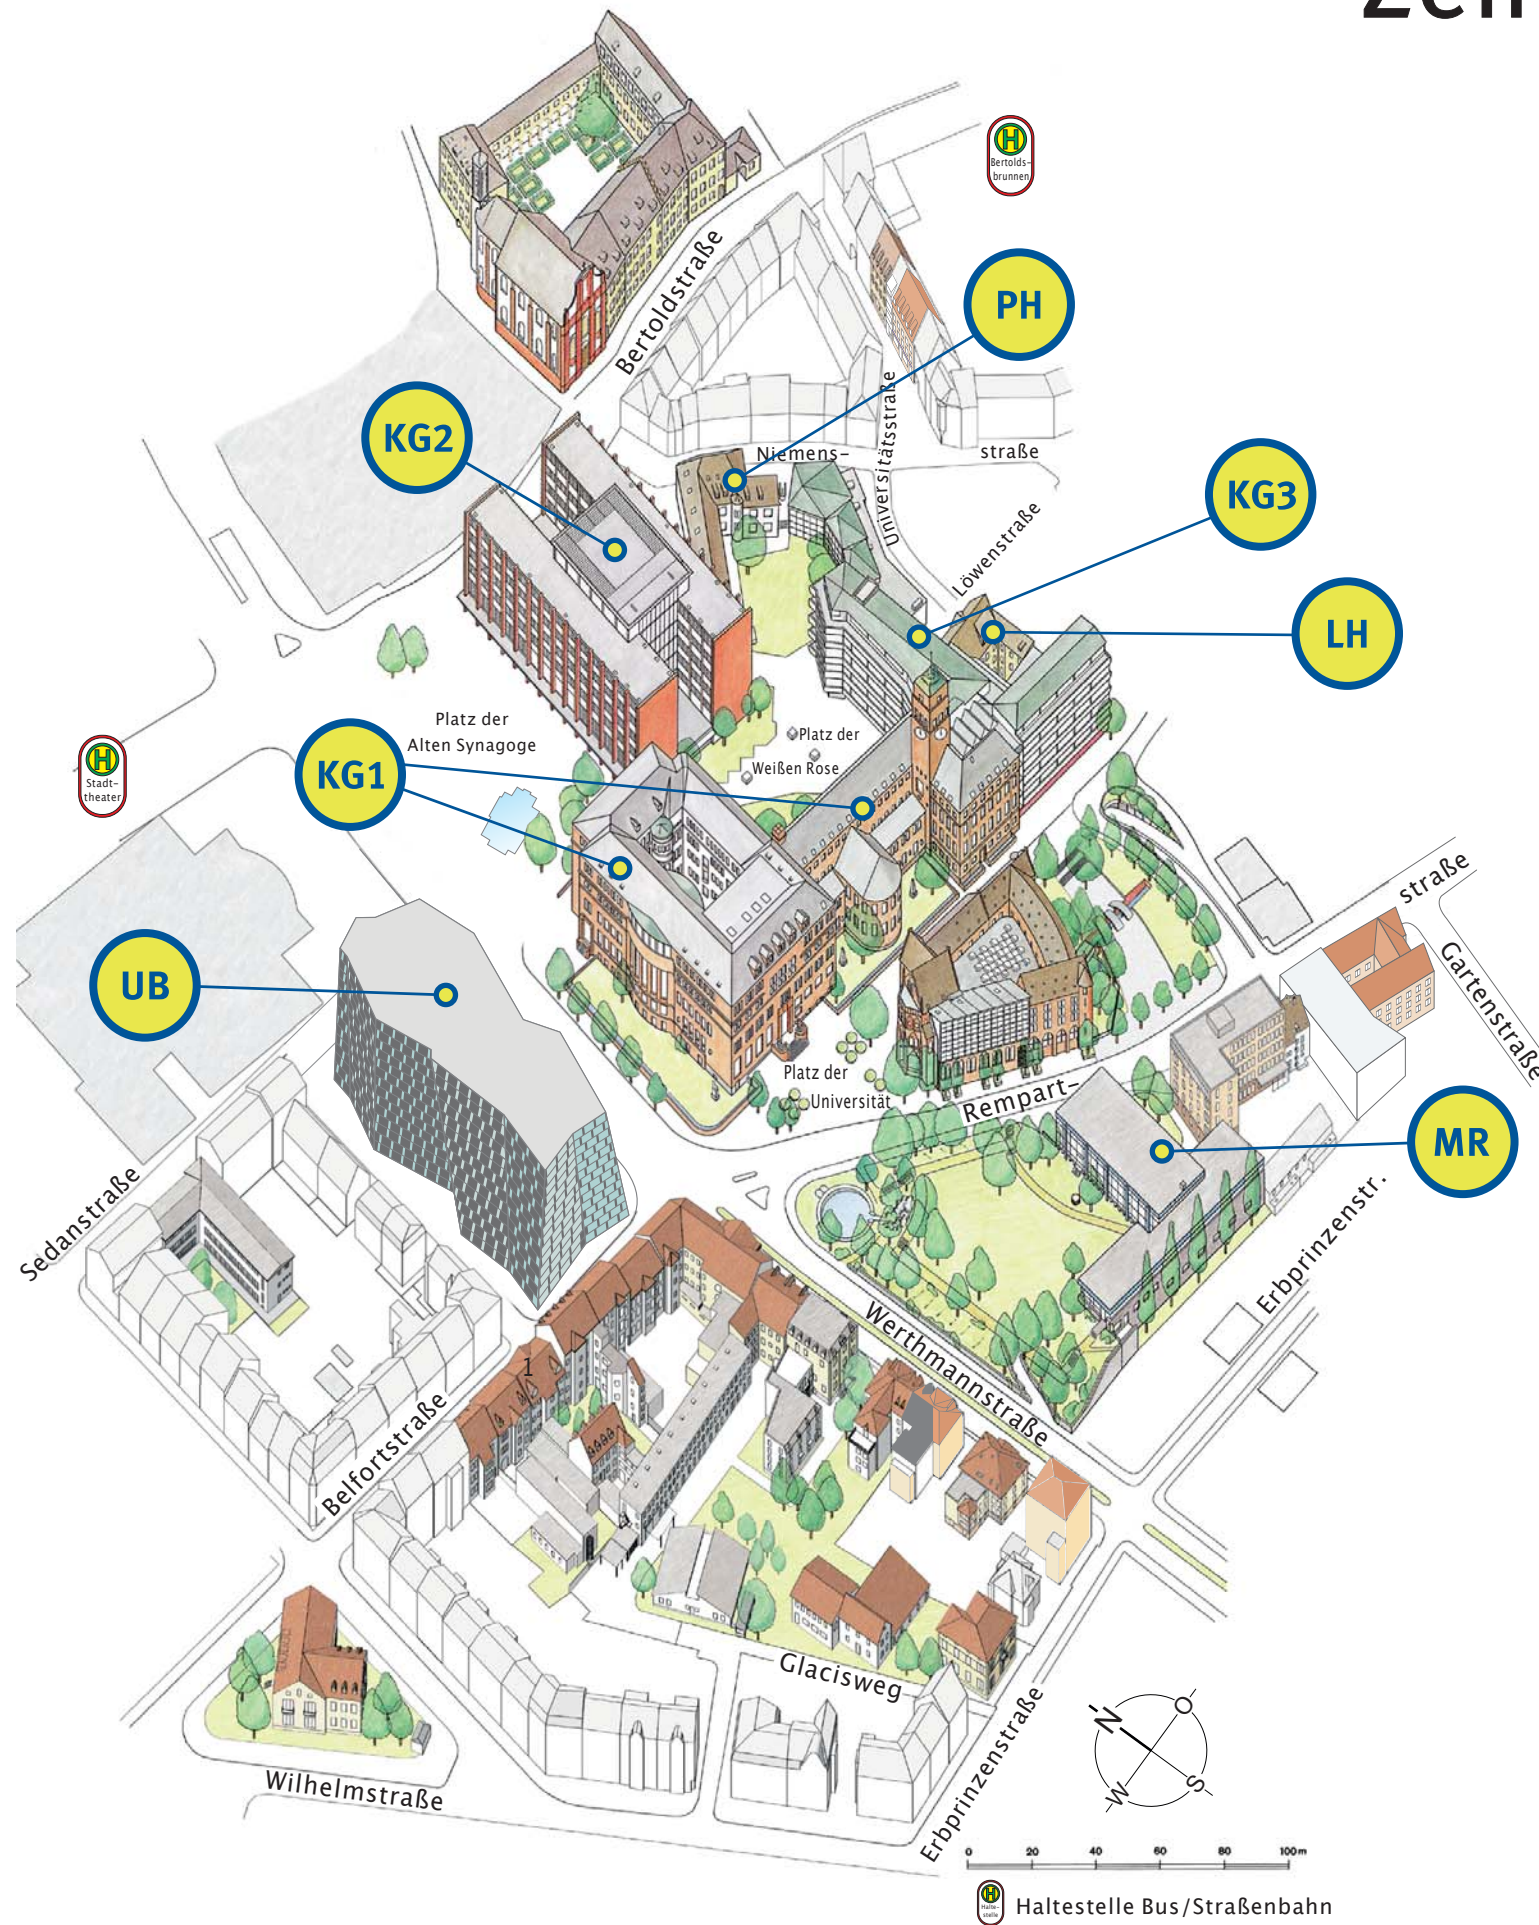 H
Bertolds-
brunnen
Bertoldstraße
PH
KG2
Universitätsstraße
Niemens-
straße
KG3
Löwenstraße
LH
Platz der
Alten Synagoge
Platz der
Weißen Rose
H
Stadt-
theater
KG1
straße
Gartenstraße
UB
Platz der
Universität
Rempart-
MR
Sedanstraße
Erbprinzenstr.
Werthmannstraße
1
Belfortstraße
Glacisweg
Wilhelmstraße
Erbprinzenstraße
N
O
W
S
0 20 40 60 80 100m
H
Halte-
stelle
Haltestelle Bus/Straßenbahn